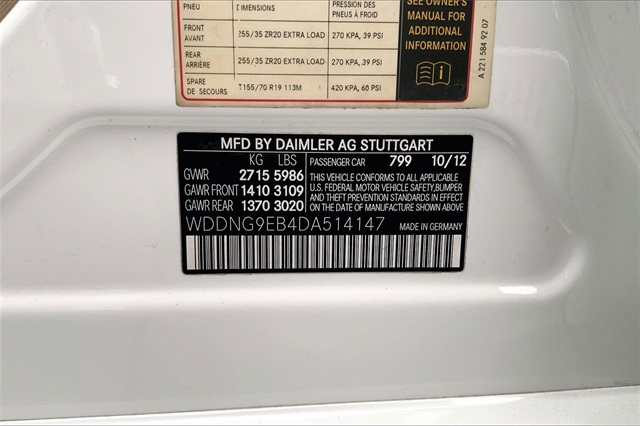 PNEU DIMENSIONS PRESSION DES PNEUS À FROID
FRONT AVANT 255/35 ZR20 EXTRA LOAD 270 KPA, 39 PSI
REAR ARRIÈRE 255/35 ZR20 EXTRA LOAD 270 KPA, 39 PSI
SPARE DE SECOURS T155/70 R19 113M 420 KPA, 60 PSI
SEE OWNER'S
MANUAL FOR
ADDITIONAL
INFORMATION
A 221 584 92 07
MFD BY DAIMLER AG STUTTGART
KG LBS PASSENGER CAR 799 10/12
GVWR 2715 5986
GAWR FRONT 1410 3109
GAWR REAR 1370 3020
THIS VEHICLE CONFORMS TO ALL APPLICABLE
U.S. FEDERAL MOTOR VEHICLE SAFETY, BUMPER
AND THEFT PREVENTION STANDARDS IN EFFECT
ON THE DATE OF MANUFACTURE SHOWN ABOVE.
WDDNG9EB4DA514147 MADE IN GERMANY